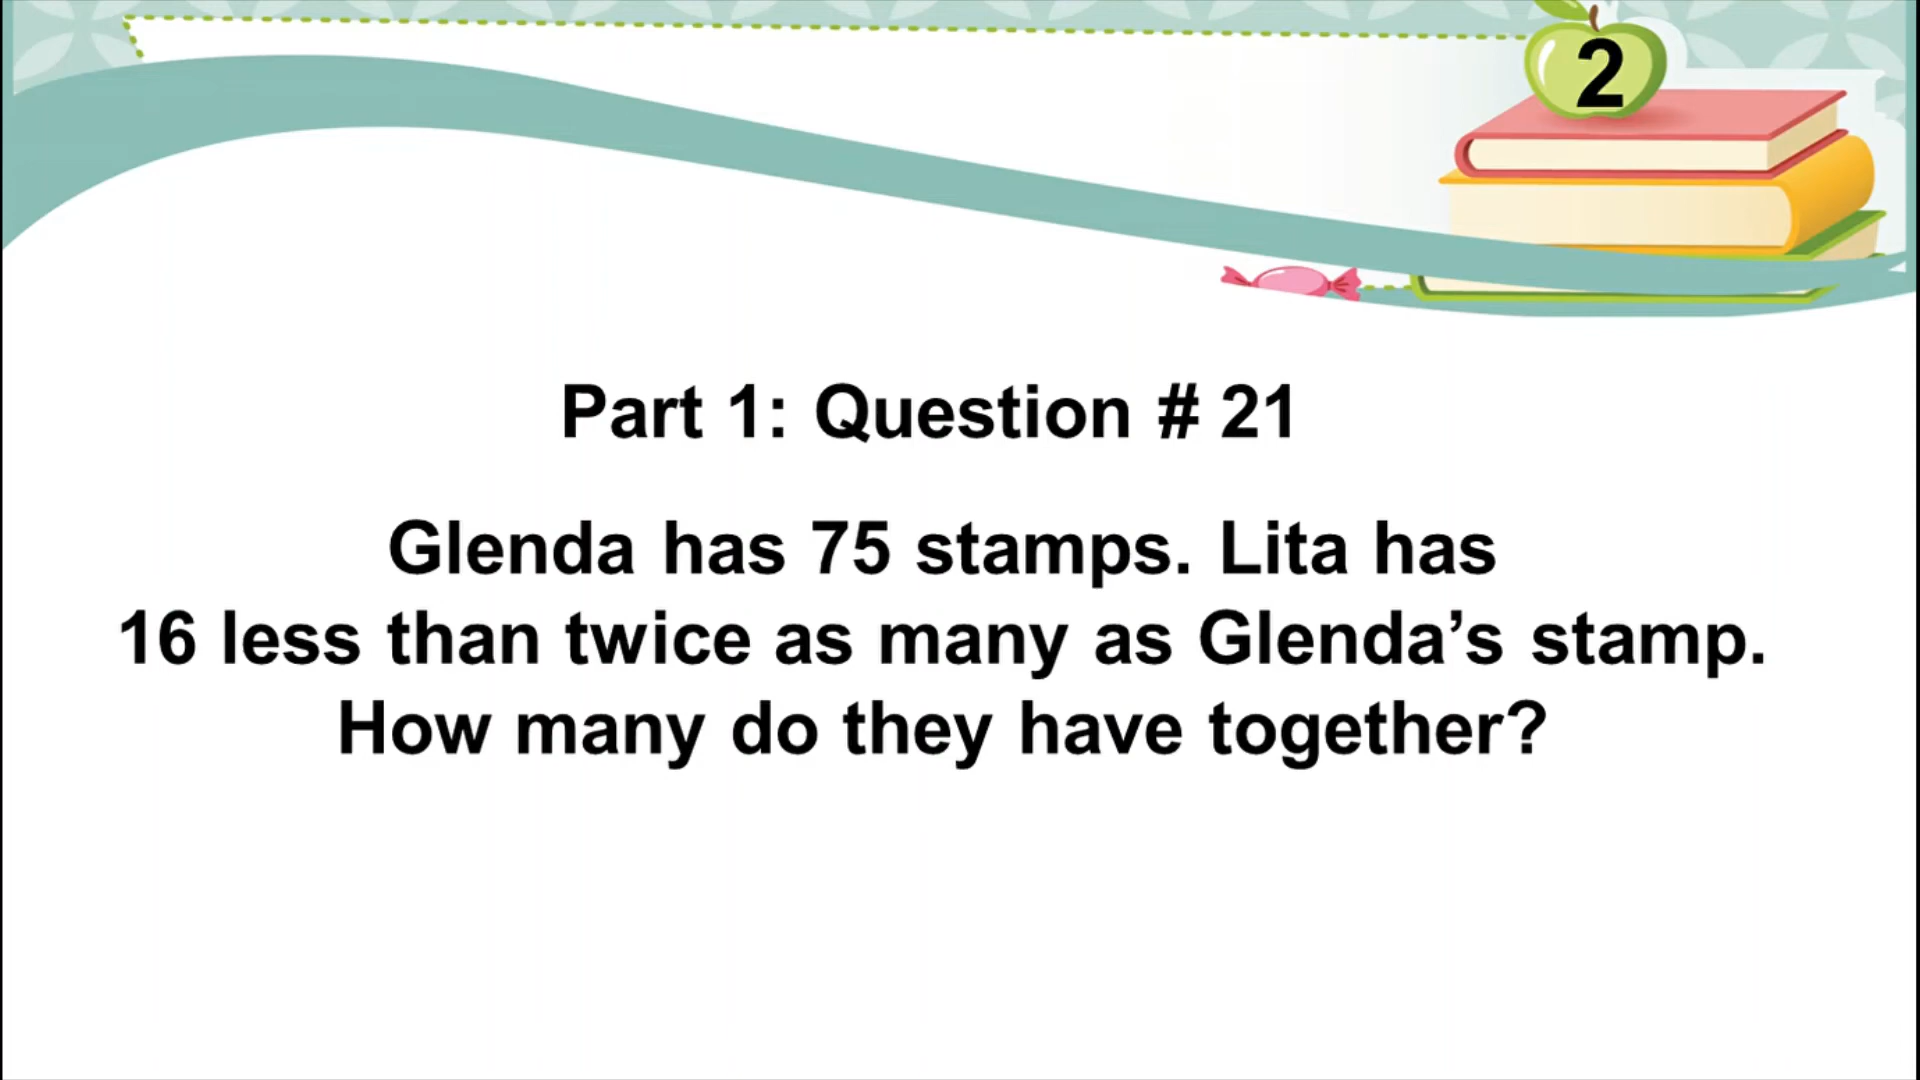 2
Part 1: Question # 21
Glenda has 75 stamps. Lita has
16 less than twice as many as Glenda’s stamp.
How many do they have together?